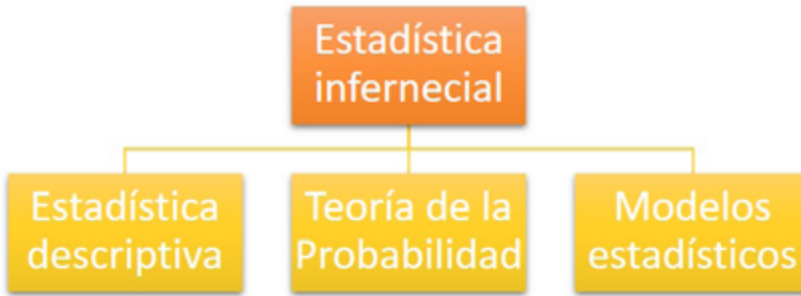 Estadística
infernecial
Estadística
descriptiva
Teoría de la
Probabilidad
Modelos
estadísticos